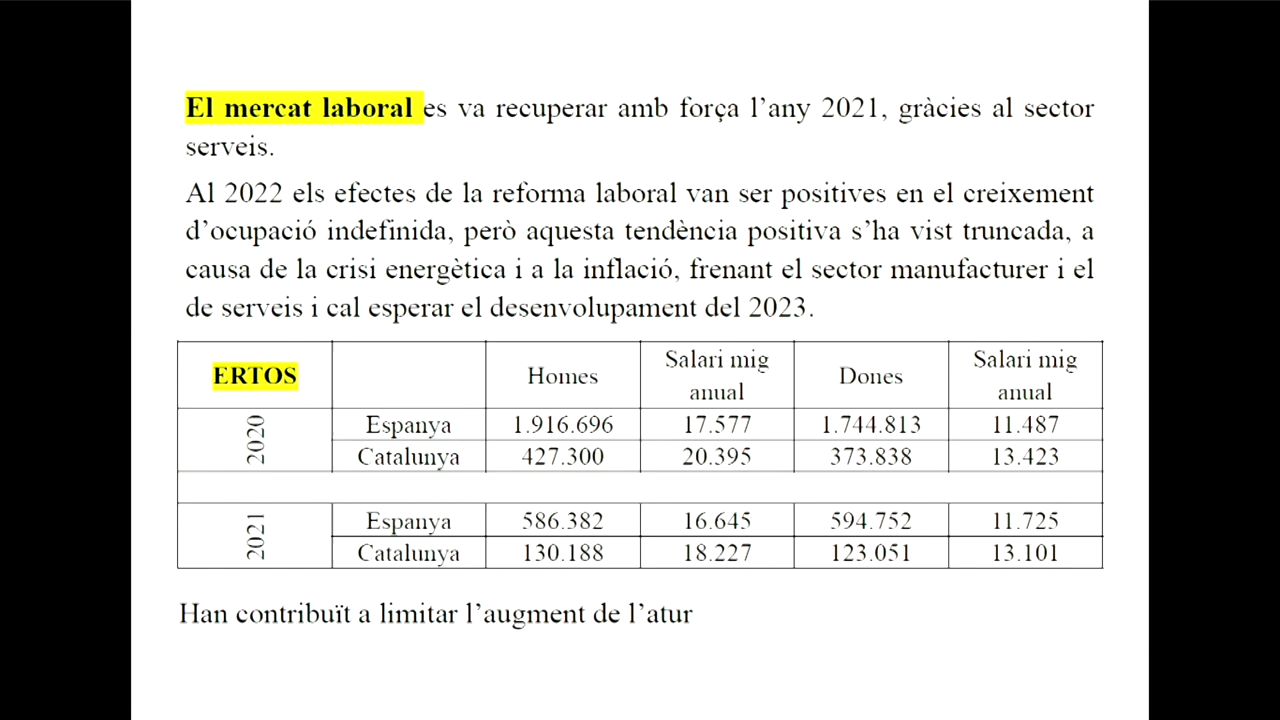 El mercat laboral es va recuperar amb força l’any 2021, gràcies al sector
serveis.
Al 2022 els efectes de la reforma laboral van ser positives en el creixement
d’ocupació indefinida, però aquesta tendència positiva s’ha vist truncada, a
causa de la crisi energètica i a la inflació, frenant el sector manufacturer i el
de serveis i cal esperar el desenvolupament del 2023.
ERTOS Homes Salari mig anual Dones Salari mig anual
2020 Espanya 1.916.696 17.577 1.744.813 11.487
Catalunya 427.300 20.395 373.838 13.423
2021 Espanya 586.382 16.645 594.752 11.725
Catalunya 130.188 18.227 123.051 13.101
Han contribuït a limitar l’augment de l’atur